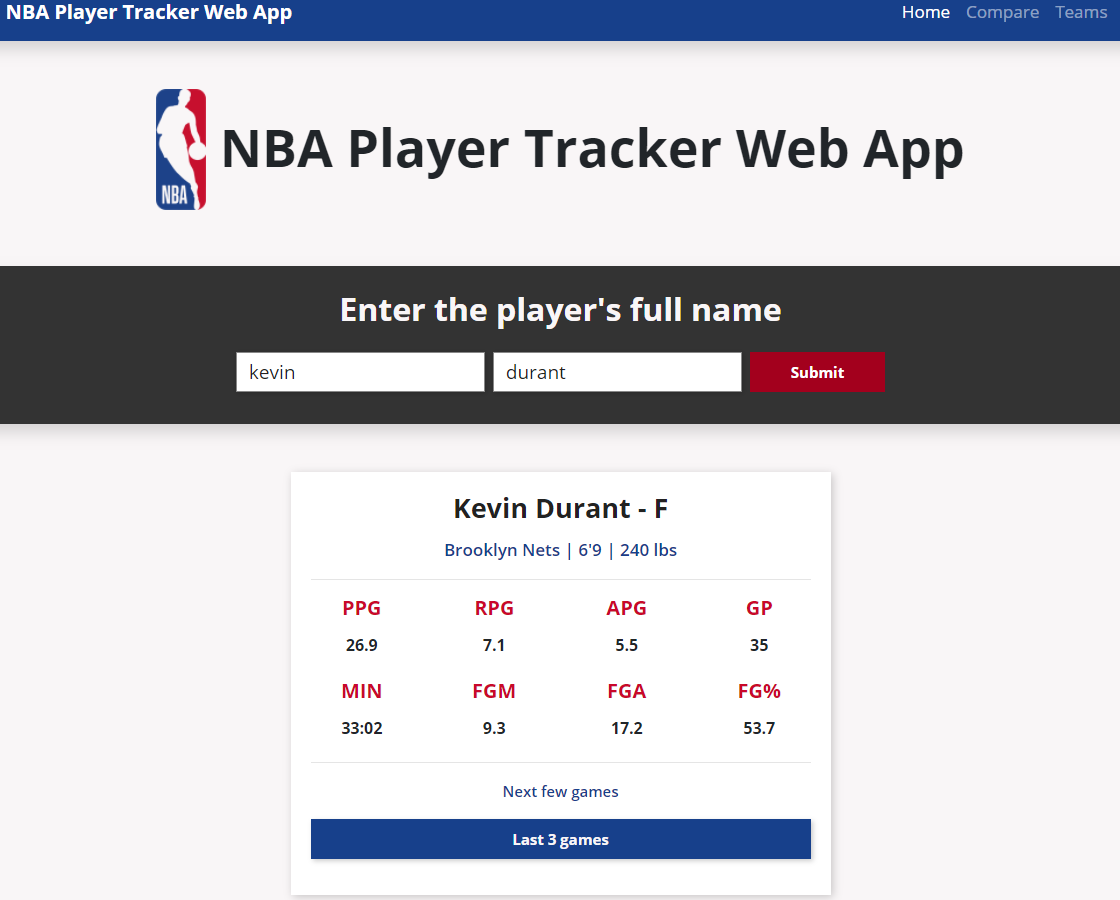 NBA Player Tracker Web App
Home Compare Teams
NBA
NBA Player Tracker Web App
Enter the player's full name
kevin durant Submit
Kevin Durant - F
Brooklyn Nets | 6'9 | 240 lbs
PPG RPG APG GP
26.9 7.1 5.5 35
MIN FGM FGA FG%
33:02 9.3 17.2 53.7
Next few games
Last 3 games